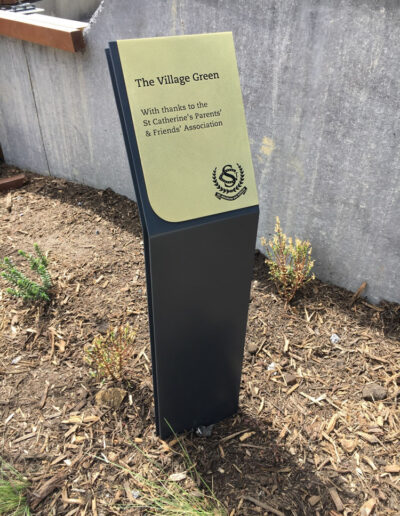 The Village Green
With thanks to the
St Catherine's Parents'
& Friends' Association